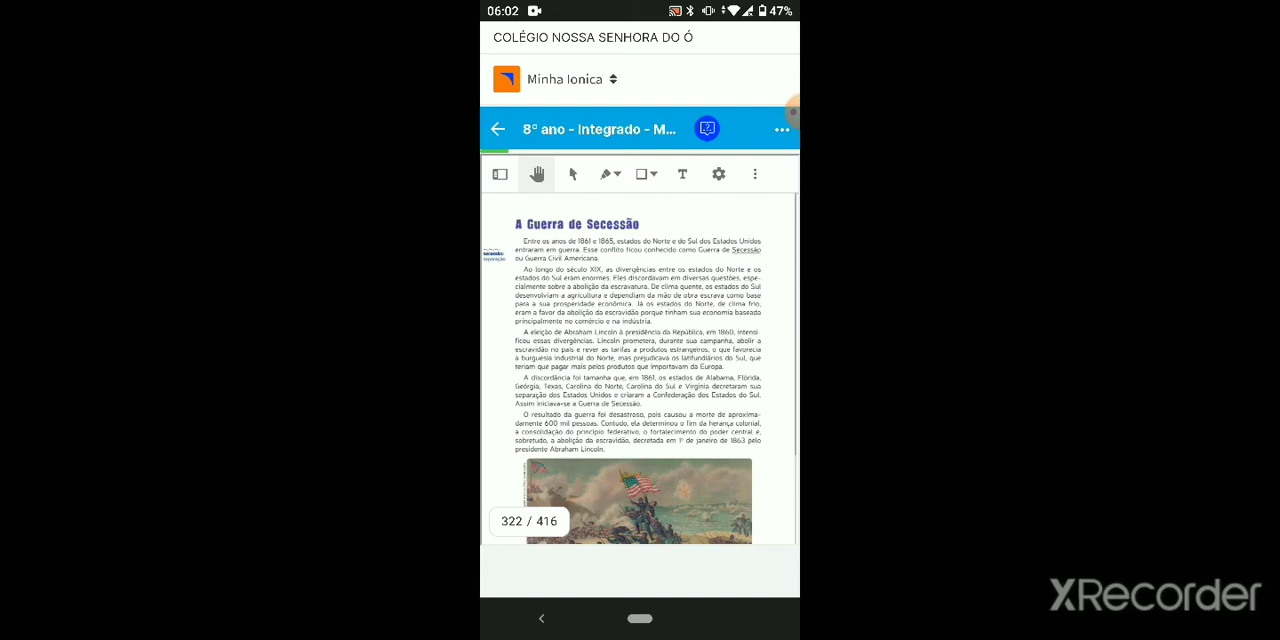 06:02
47%
COLÉGIO NOSSA SENHORA DO Ó
Minha Ionica
8º ano - Integrado - M...
A Guerra de Secessão
Entre os anos de 1861 e 1865, estados do Norte e do Sul dos Estados Unidos
entraram em guerra. Esse conflito ficou conhecido como Guerra de Secessão
ou Guerra Civil Americana.
secessão:
Ao longo do século XIX, as divergências entre os estados do Norte e os
estados do Sul eram enormes. Eles discordavam em diversas questões, espe-
cialmente sobre a abolição da escravatura. De clima quente, os estados do Sul
desenvolviam a agricultura e dependiam da mão de obra escrava como base
para a sua prosperidade econômica. Já os estados do Norte, de clima frio,
eram a favor da abolição da escravidão porque tinham sua economia baseada
principalmente no comércio e na indústria.
A eleição de Abraham Lincoln à presidência da República, em 1860, intensi-
ficou essas divergências. Lincoln prometera, durante sua campanha, abolir a
escravidão no país e rever as tarifas a produtos estrangeiros, o que favorecia
a burguesia industrial do Norte, mas prejudicava os latifundiários do Sul, que
teriam que pagar mais pelos produtos que importavam da Europa.
A discordância foi tamanha que, em 1861, os estados de Alabama, Flórida,
Geórgia, Texas, Carolina do Norte, Carolina do Sul e Virgínia decretaram sua
separação dos Estados Unidos e criaram a Confederação dos Estados do Sul.
Assim iniciava-se a Guerra de Secessão.
O resultado da guerra foi desastroso, pois causou a morte de aproxima-
damente 600 mil pessoas. Contudo, ela determinou o fim da herança colonial,
a consolidação do princípio federativo, o fortalecimento do poder central e,
sobretudo, a abolição da escravidão, decretada em 1º de janeiro de 1863 pelo
presidente Abraham Lincoln.
322 / 416
XRecorder